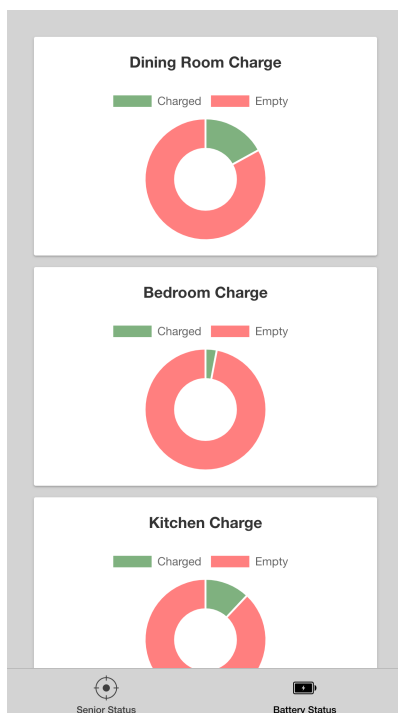 Dining Room Charge
Charged Empty
Bedroom Charge
Charged Empty
Kitchen Charge
Charged Empty
Senior Status Battery Status